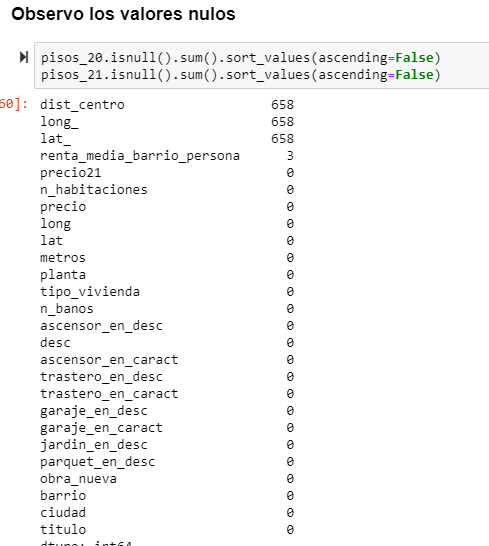 Observo los valores nulos
pisos_20.isnull().sum().sort_values(ascending=False)
pisos_21.isnull().sum().sort_values(ascending=False)
60]: dist_centro 658
long_ 658
lat_ 658
renta_media_barrio_persona 3
precio21 0
n_habitaciones 0
precio 0
long 0
lat 0
metros 0
planta 0
tipo_vivienda 0
n_banos 0
ascensor_en_desc 0
desc 0
ascensor_en_caract 0
trastero_en_desc 0
trastero_en_caract 0
garaje_en_desc 0
garaje_en_caract 0
jardin_en_desc 0
parquet_en_desc 0
obra_nueva 0
barrio 0
ciudad 0
titulo 0
dtype: int64